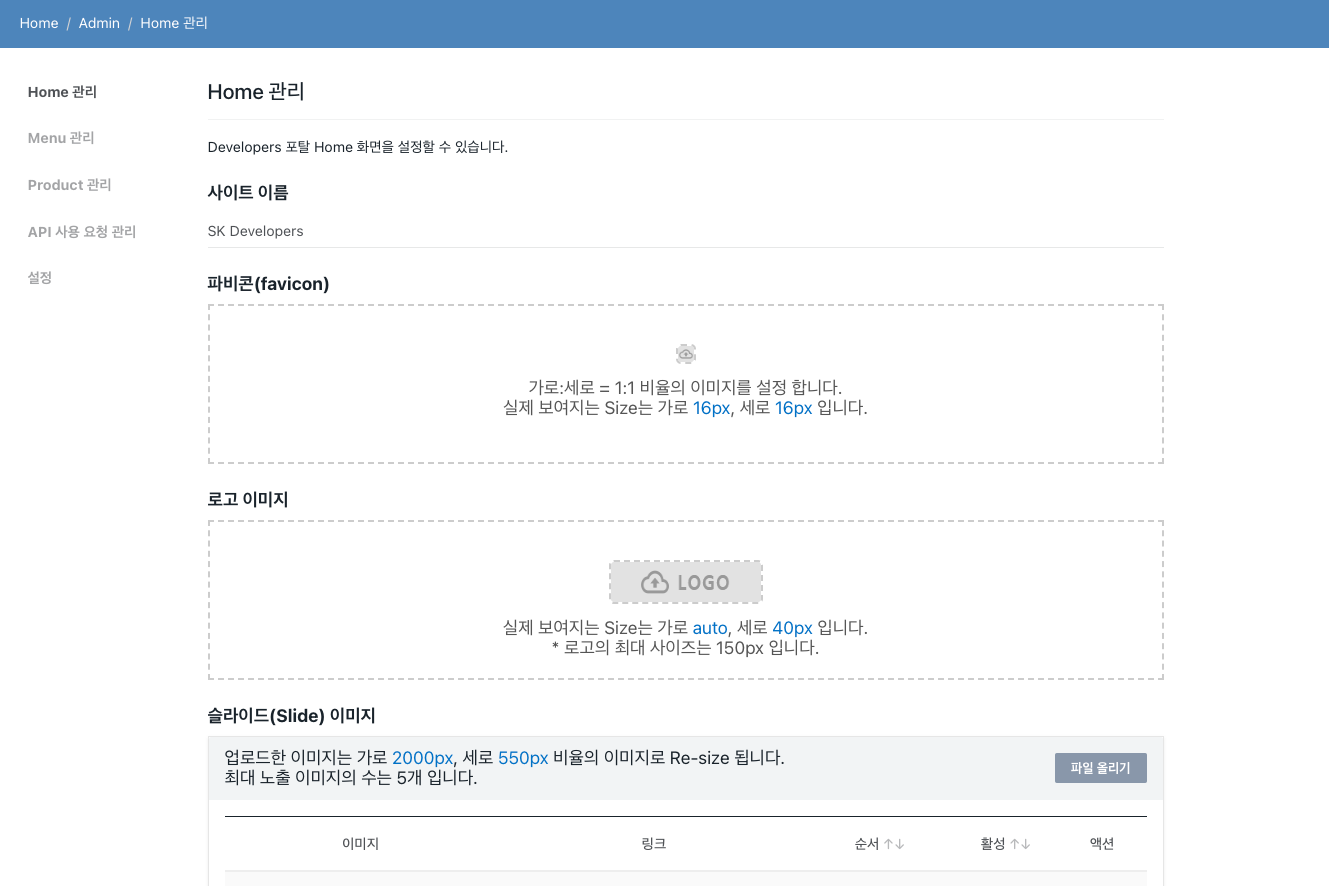 Home / Admin / Home 관리
Home 관리
Menu 관리
Product 관리
API 사용 요청 관리
설정
Home 관리
Developers 포탈 Home 화면을 설정할 수 있습니다.
사이트 이름
SK Developers
파비콘(favicon)
가로:세로 = 1:1 비율의 이미지를 설정 합니다.
실제 보여지는 Size는 가로 16px, 세로 16px 입니다.
로고 이미지
LOGO
실제 보여지는 Size는 가로 auto, 세로 40px 입니다.
* 로고의 최대 사이즈는 150px 입니다.
슬라이드(Slide) 이미지
업로드한 이미지는 가로 2000px, 세로 550px 비율의 이미지로 Re-size 됩니다.
최대 노출 이미지의 수는 5개 입니다.
파일 올리기
이미지 링크 순서 ↑↓ 활성 ↑↓ 액션